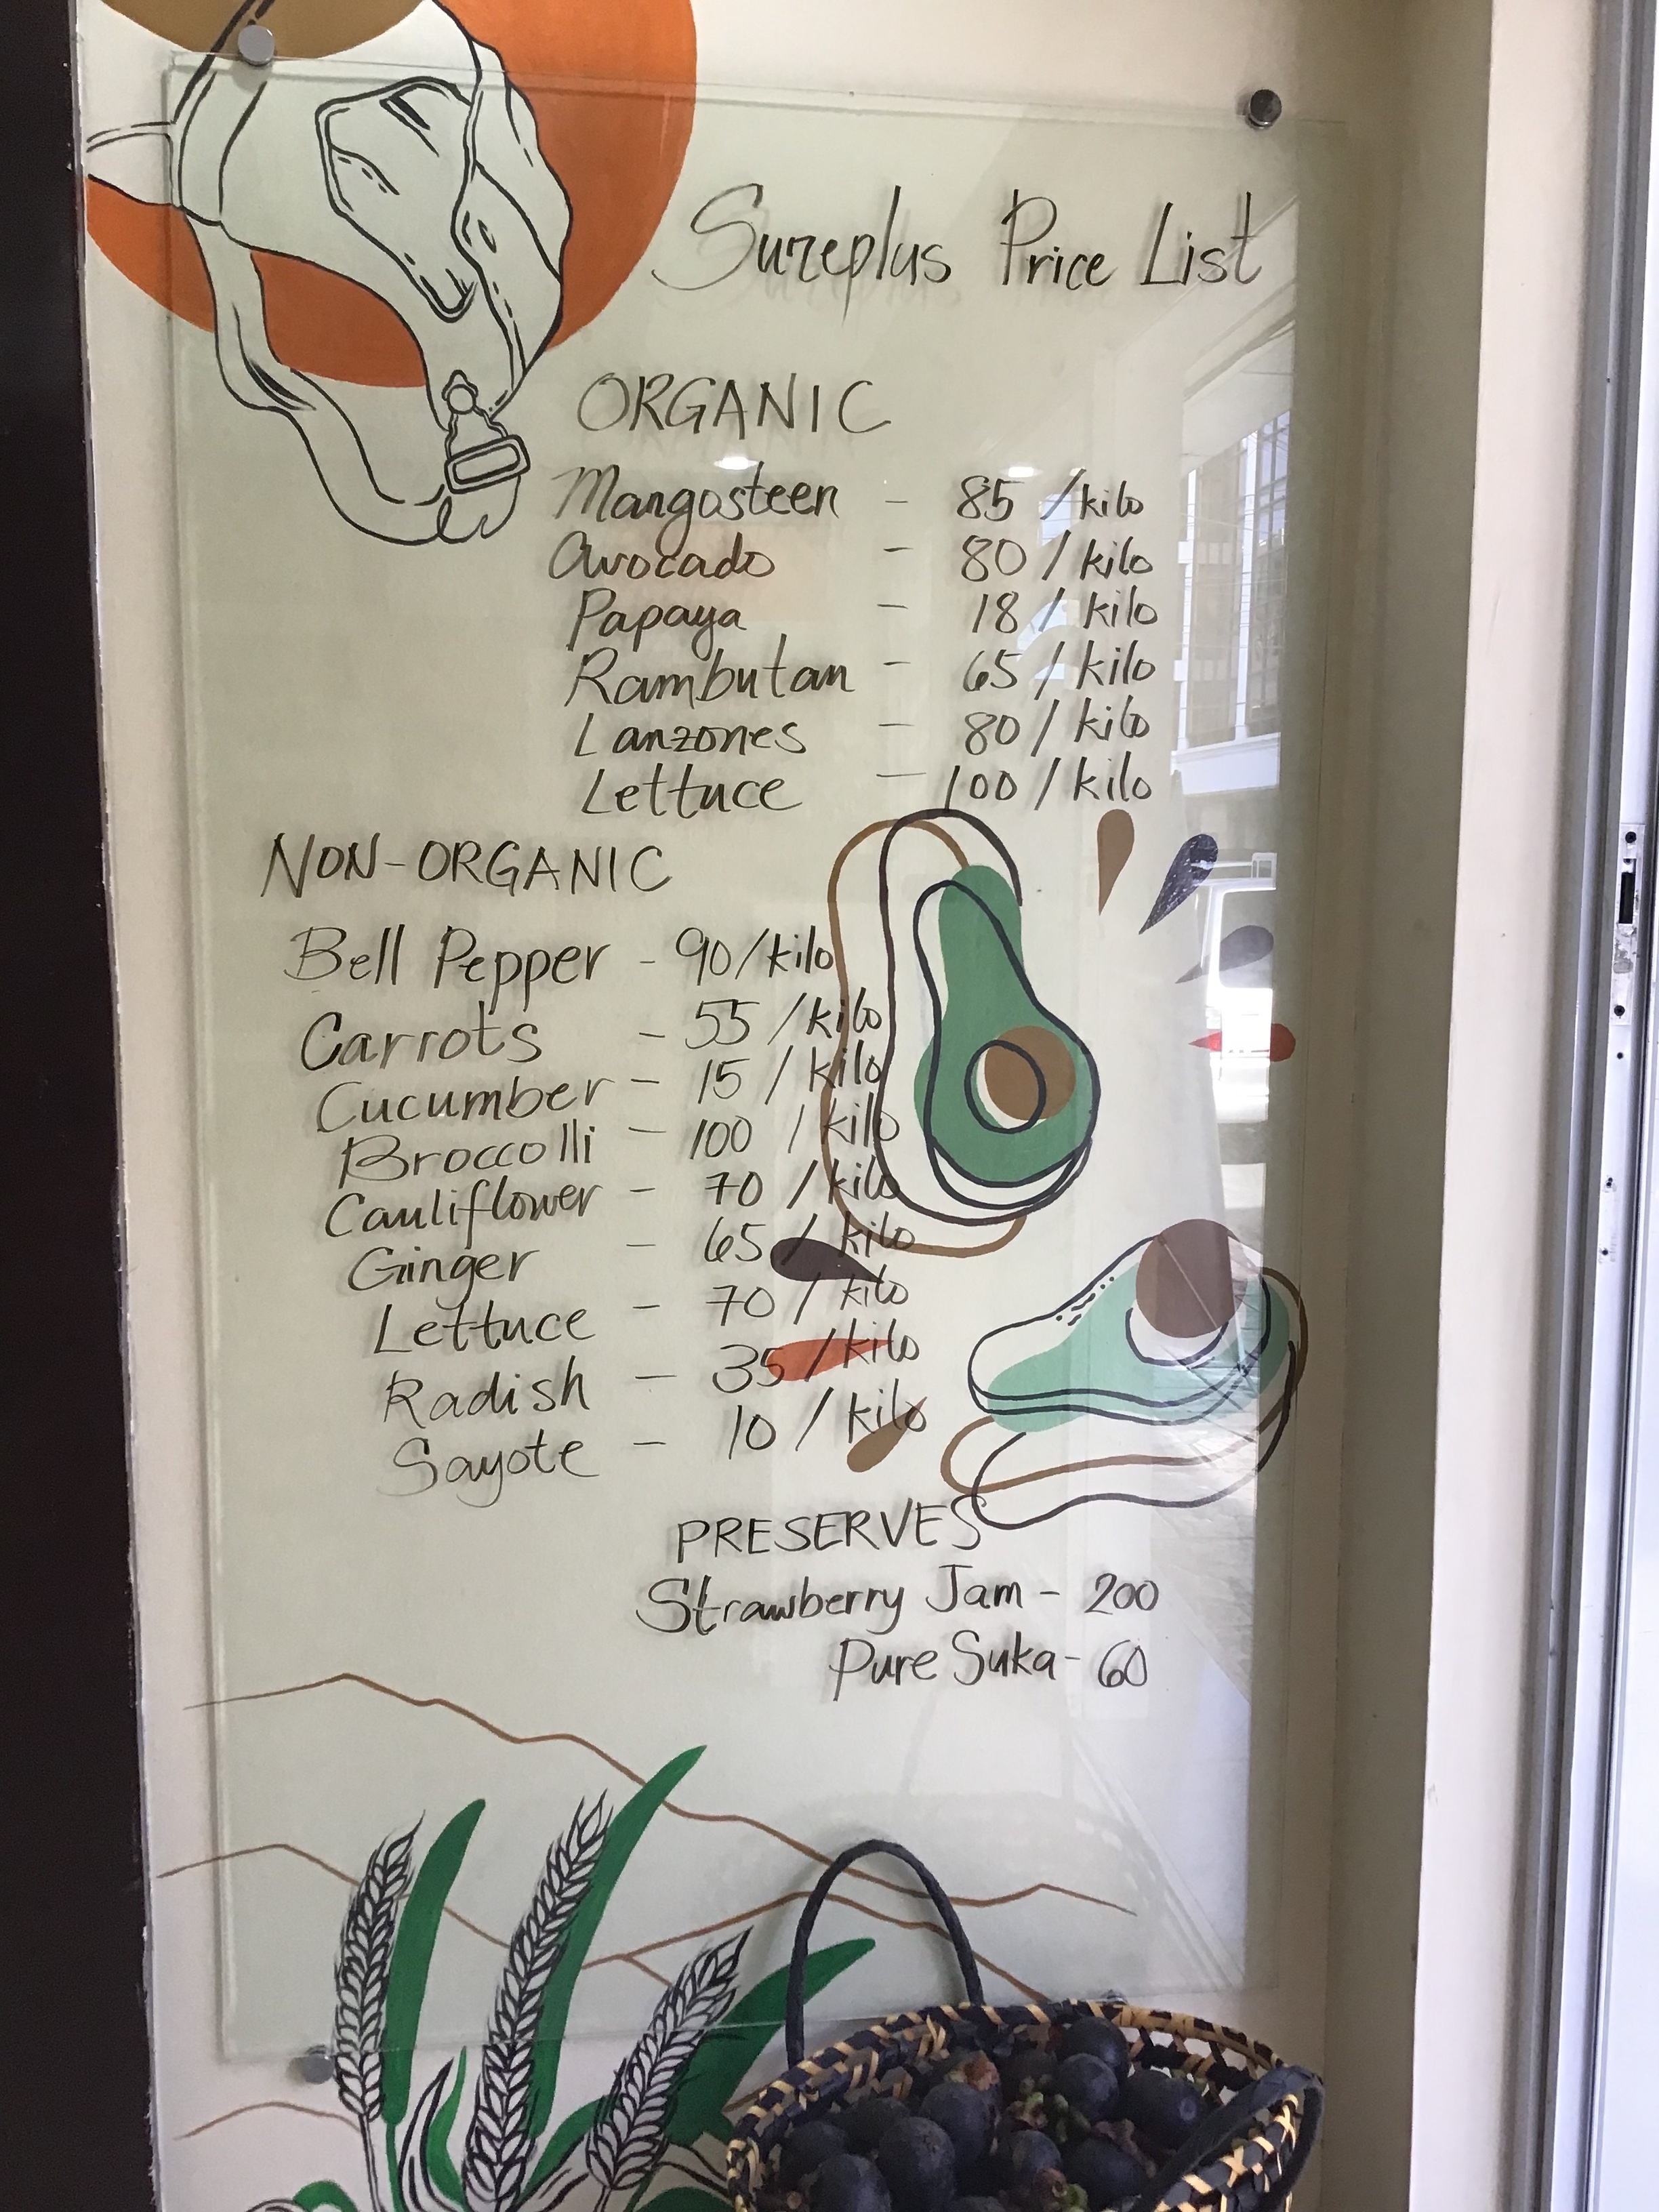 Sureplus Price List
ORGANIC
Mangosteen - 85 /kilo
Avocado - 80 / kilo
Papaya - 18 / kilo
Rambutan - 65 / kilo
Lanzones - 80 / kilo
Lettuce - 100 / kilo
NON-ORGANIC
Bell Pepper - 90/kilo
Carrots - 55 /kilo
Cucumber - 15 / kilo
Broccolli - 100 / kilo
Cauliflower - 70 / kilo
Ginger - 65 / kilo
Lettuce - 70 / kilo
Radish - 35 / kilo
Sayote - 10 / kilo
PRESERVES
Strawberry Jam - 200
Pure Suka - 60